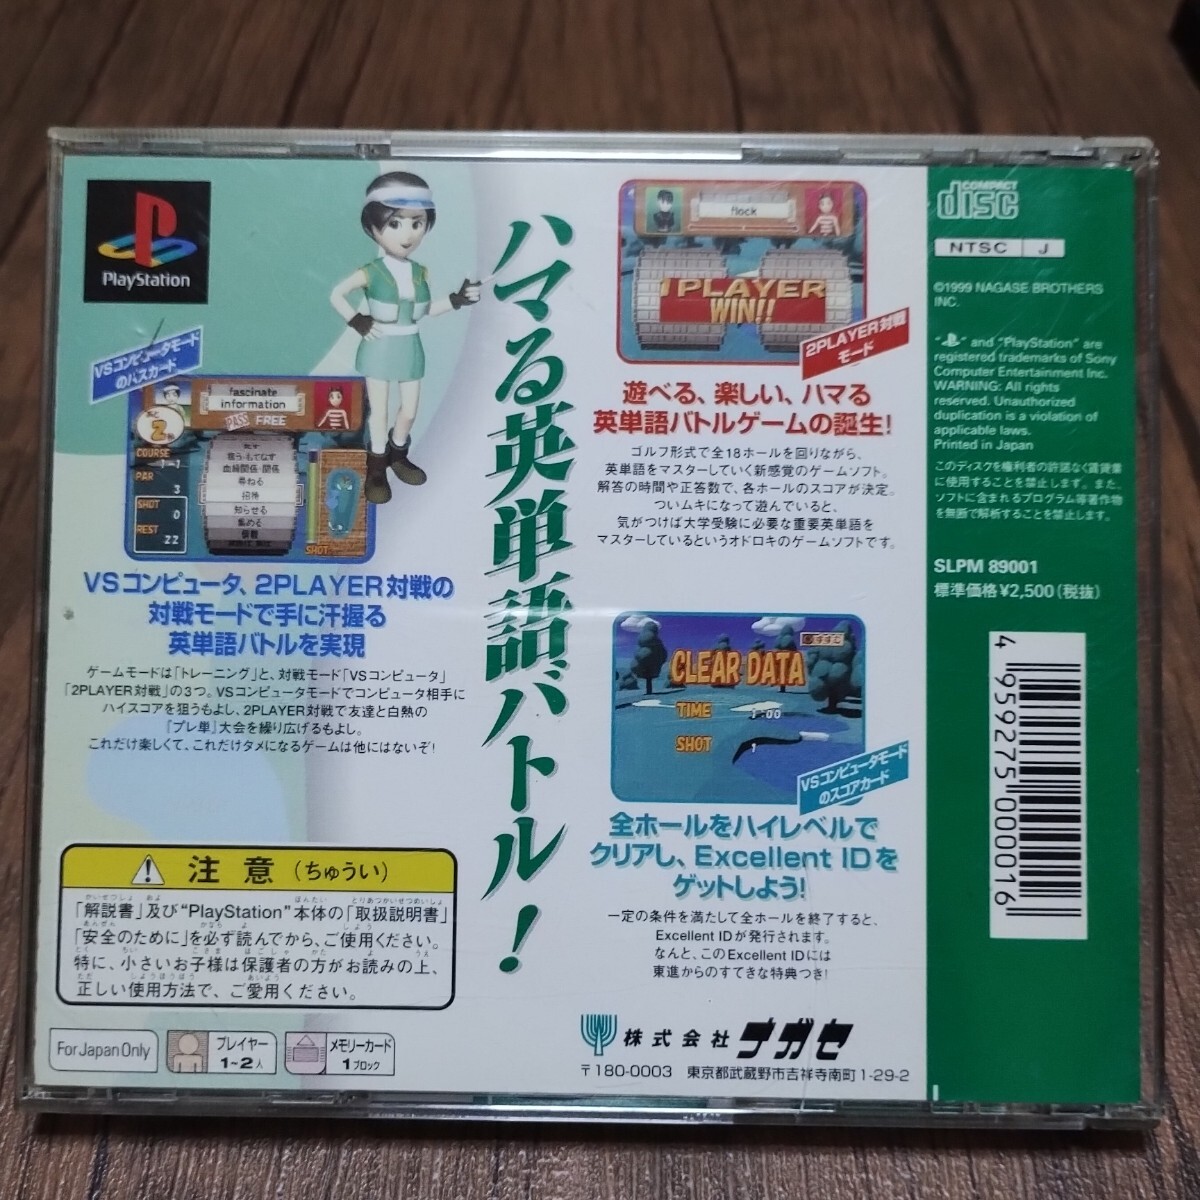 PlayStation
VSコンピュータモード
のパスカード
fascinate
information
PASS FREE
2
COURSE
1-1
PAR
3
SHOT
0
REST
22
血縁関係・関係
尋ねる
招待
知らせる
集める
SHOT
VSコンピュータ、2PLAYER対戦の
対戦モードで手に汗握る
英単語バトルを実現
ゲームモードは「トレーニング」と、対戦モード「VSコンピュータ」
「2PLAYER対戦」の3つ。VSコンピュータモードでコンピュータ相手に
ハイスコアを狙うもよし、2PLAYER対戦で友達と白熱の
『プレ単』大会を繰り広げるもよし。
これだけ楽しくて、これだけタメになるゲームは他にはないぞ!
ハマる英単語バトル!
flock
1PLAYER
WIN!!
2PLAYER対戦
モード
遊べる、楽しい、ハマる
英単語バトルゲームの誕生!
ゴルフ形式で全18ホールを回りながら、
英単語をマスターしていく新感覚のゲームソフト。
解答の時間や正答数で、各ホールのスコアが決定。
ついムキになって遊んでいると、
気がつけば大学受験に必要な重要英単語を
マスターしているというオドロキのゲームソフトです。
すすむ
CLEAR DATA
TIME
1:00
SHOT
1
VSコンピュータモード
のスコアカード
全ホールをハイレベルで
クリアし、Excellent IDを
ゲットしよう!
一定の条件を満たして全ホールを終了すると、
Excellent IDが発行されます。
なんと、このExcellent IDには
東進からのすてきな特典つき!
注意(ちゅうい)
「解説書」及び“PlayStation”本体の「取扱説明書」
「安全のために」を必ず読んでから、ご使用ください。
特に、小さいお子様は保護者の方がお読みの上、
正しい使用方法で、ご愛用ください。
For Japan Only
プレイヤー
1~2人
メモリーカード
1ブロック
株式会社 ナガセ
〒180-0003 東京都武蔵野市吉祥寺南町1-29-2
COMPACT
disc
NTSC J
©1999 NAGASE BROTHERS
INC.
“ ” and “PlayStation” are
registered trademarks of Sony
Computer Entertainment Inc.
WARNING: All rights
reserved. Unauthorized
duplication is a violation of
applicable laws.
Printed in Japan
このディスクを権利者の許諾なく賃貸業
に使用することを禁止します。また、
ソフトに含まれるプログラム等著作物
を無断で解析することを禁止します。
SLPM 89001
標準価格¥2,500(税抜)
4 959275 000016